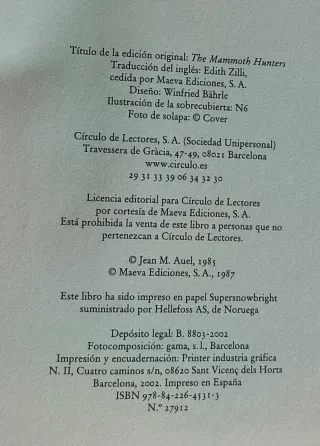 Título de la edición original: The Mammoth Hunters
Traducción del inglés: Edith Zilli,
cedida por Maeva Ediciones, S. A.
Diseño: Winfried Bährle
Ilustración de la sobrecubierta: N6
Foto de solapa: © Cover
Círculo de Lectores, S. A. (Sociedad Unipersonal)
Travessera de Gràcia, 47-49, 08021 Barcelona
www.circulo.es
29 31 33 39 06 34 32 30
Licencia editorial para Círculo de Lectores
por cortesía de Maeva Ediciones, S. A.
Está prohibida la venta de este libro a personas que no
pertenezcan a Círculo de Lectores.
© Jean M. Auel, 1985
© Maeva Ediciones, S. A., 1987
Este libro ha sido impreso en papel Supersnowbright
suministrado por Hellefoss AS, de Noruega
Depósito legal: B. 8803-2002
Fotocomposición: gama, s. l., Barcelona
Impresión y encuadernación: Printer industria gráfica
N. II, Cuatro caminos s/n, 08620 Sant Vicenç dels Horts
Barcelona, 2002. Impreso en España
ISBN 978-84-226-4531-3
N.º 27912